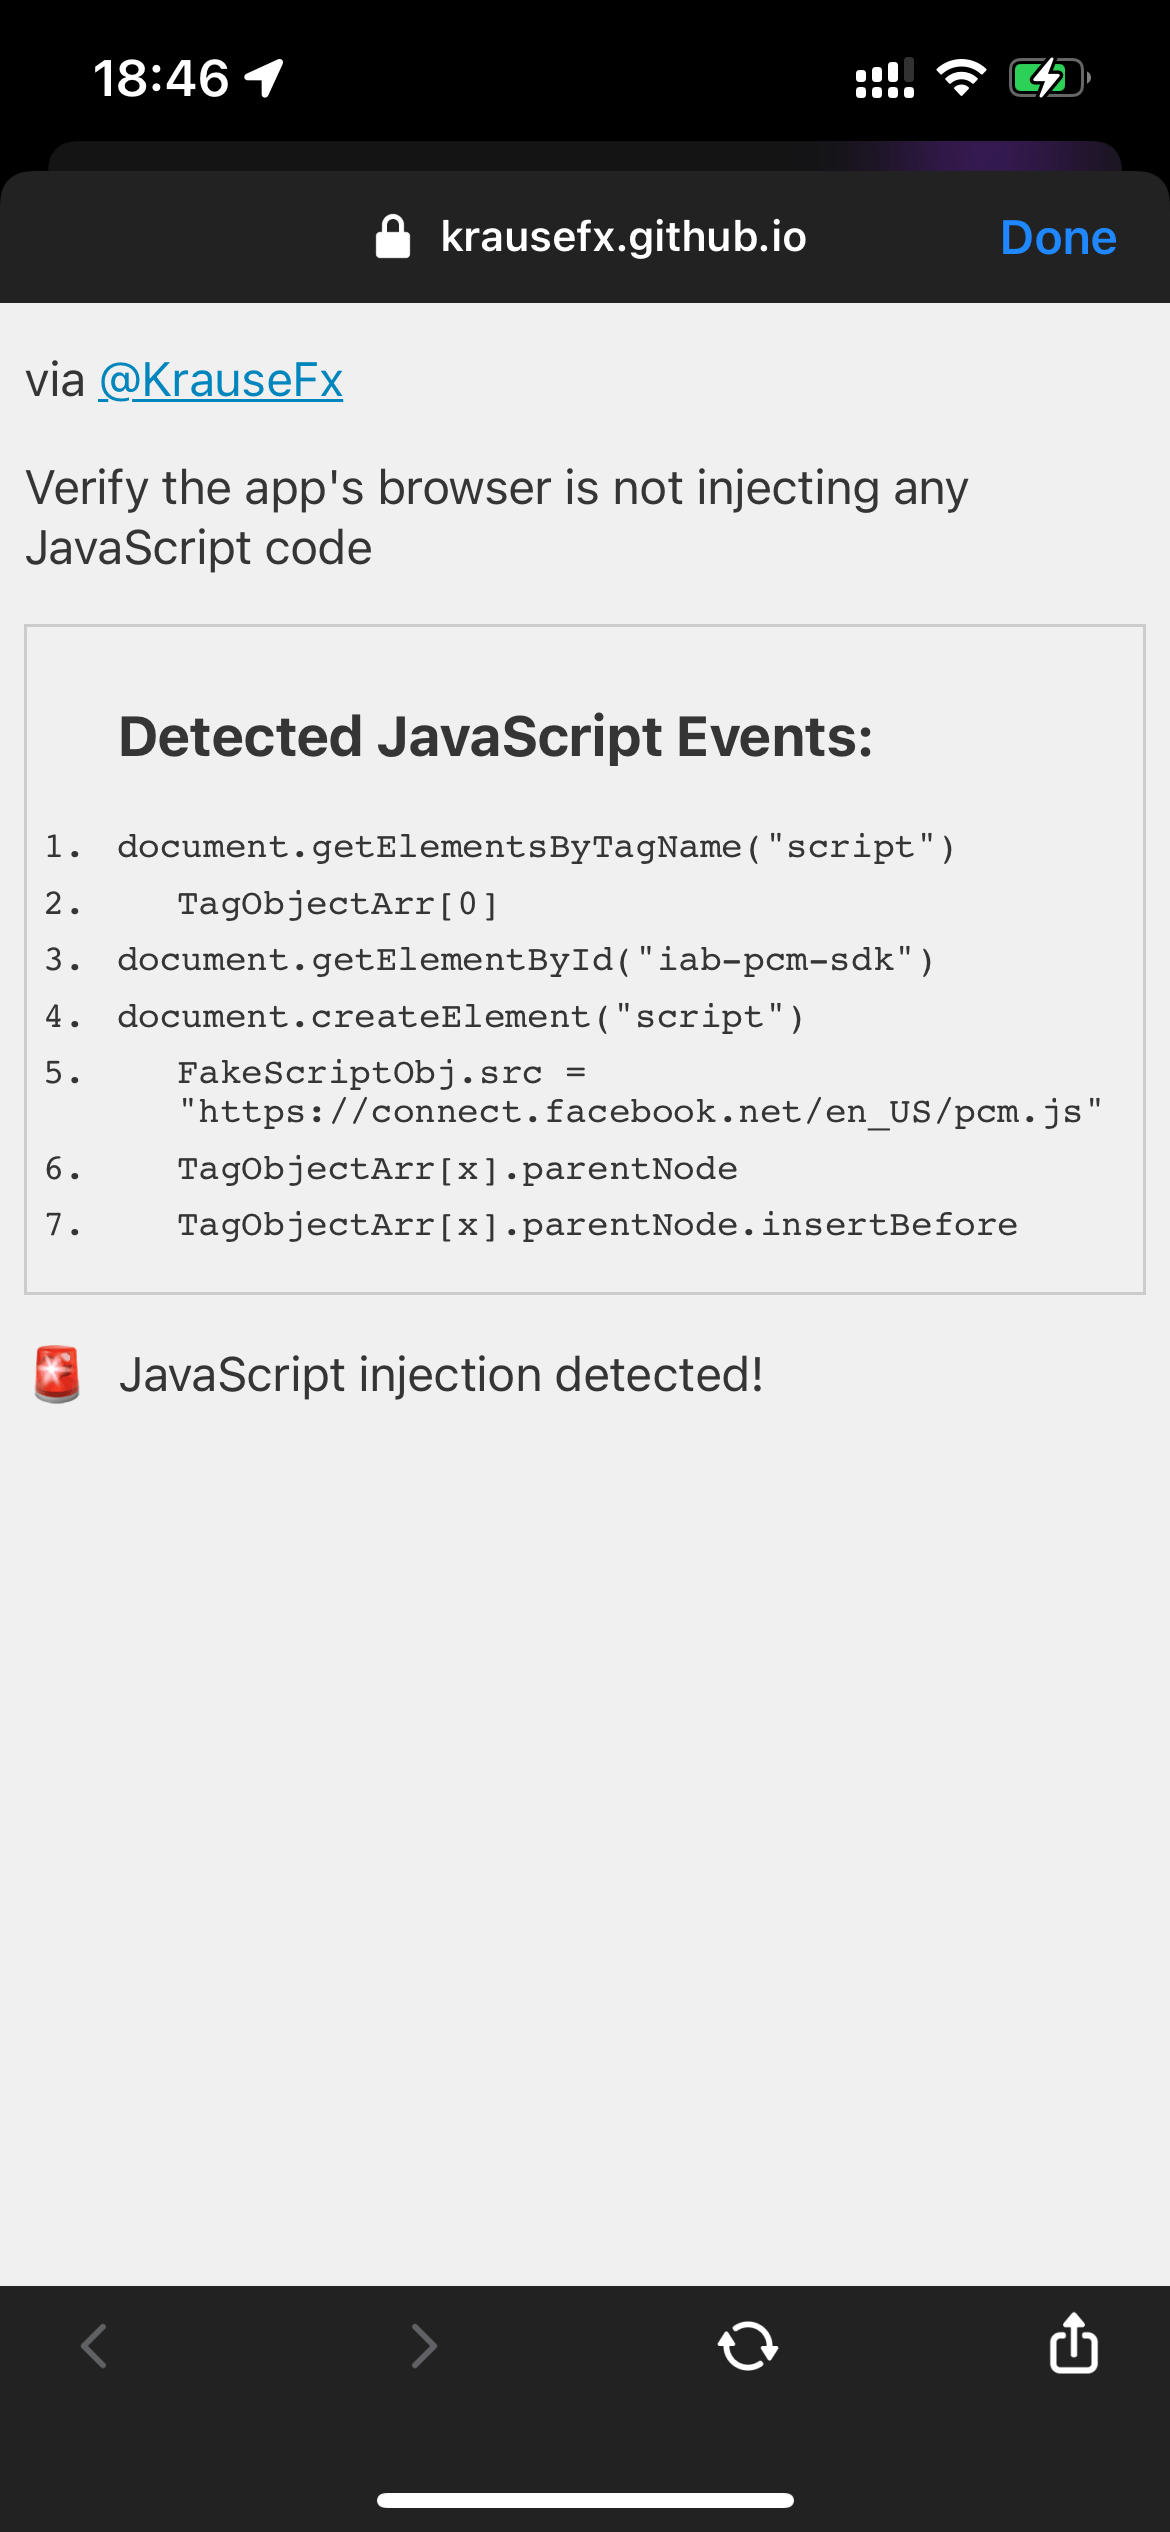 18:46
krausefx.github.io
Done
via @KrauseFx
Verify the app's browser is not injecting any
JavaScript code
Detected JavaScript Events:
1. document.getElementsByTagName("script")
2. TagObjectArr[0]
3. document.getElementById("iab-pcm-sdk")
4. document.createElement("script")
5. FakeScriptObj.src =
"https://connect.facebook.net/en_US/pcm.js"
6. TagObjectArr[x].parentNode
7. TagObjectArr[x].parentNode.insertBefore
JavaScript injection detected!